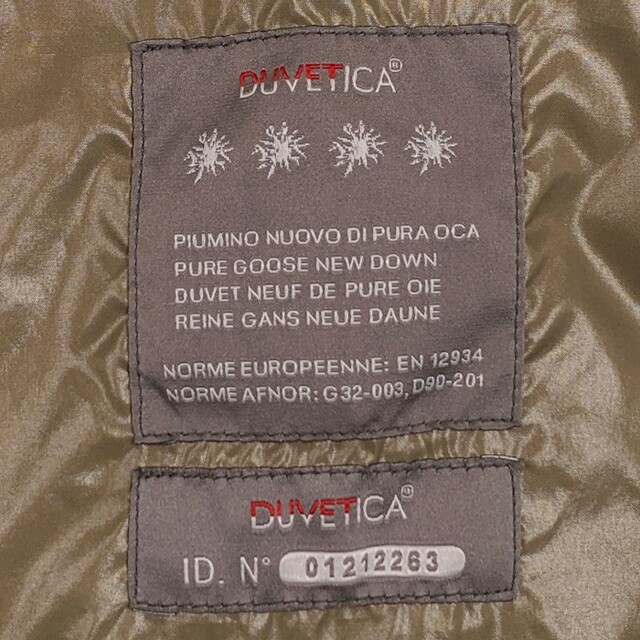 DUVETICA®
PIUMINO NUOVO DI PURA OCA
PURE GOOSE NEW DOWN
DUVET NEUF DE PURE OIE
REINE GANS NEUE DAUNE
NORME EUROPEENNE: EN 12934
NORME AFNOR: G32-003, D90-201
DUVETICA®
ID. N° 01212263